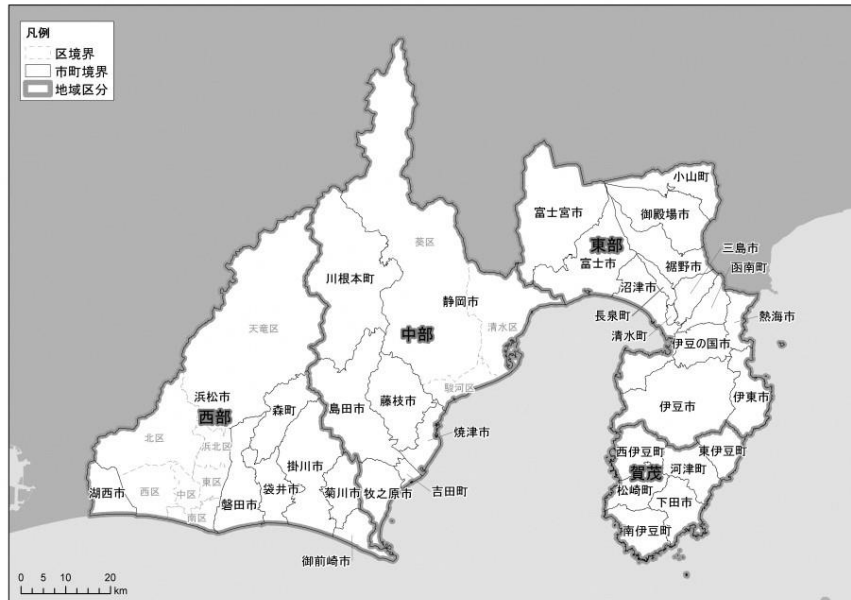 凡例
区境界
市町境界
地域区分
小山町
富士宮市
御殿場市
葵区
東部
三島市
裾野市
函南町
富士市
川根本町
沼津市
静岡市
長泉町
熱海市
天竜区
中部
清水区
清水町
伊豆の国市
駿河区
浜松市
森町
島田市
藤枝市
伊豆市
伊東市
西部
焼津市
北区
浜北区
掛川市
西伊豆町
東伊豆町
賀茂
河津町
東区
湖西市
西区
中区
磐田市
袋井市
菊川市
牧之原市
吉田町
松崎町
下田市
南区
南伊豆町
御前崎市
0 5 10 20
km